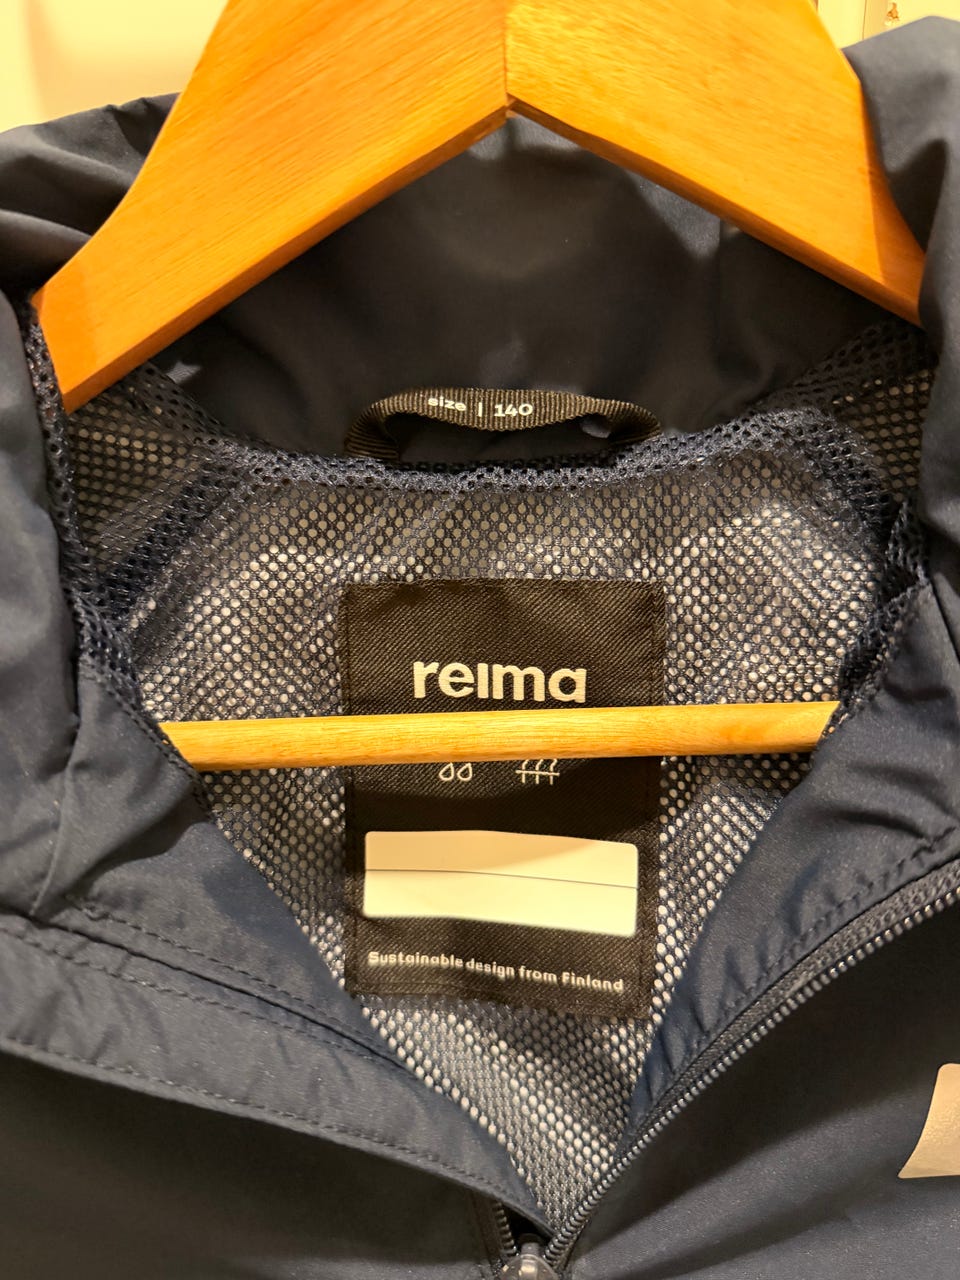 size | 140
reima
Sustainable design from Finland